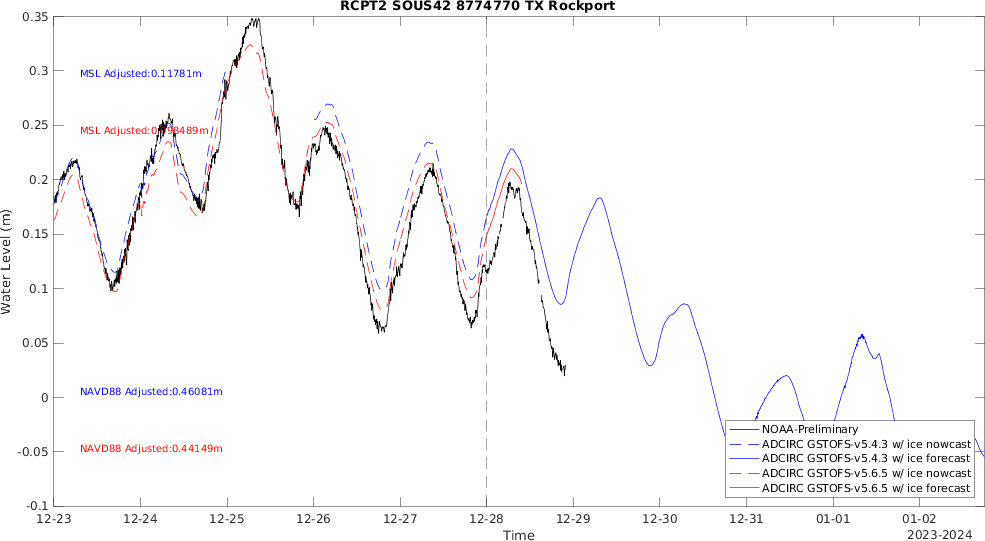 RCPT2 SOUS42 8774770 TX Rockport
0.35
0.3
0.25
0.2
0.15
0.1
0.05
0
-0.05
-0.1
Water Level (m)
MSL Adjusted:0.11781m
MSL Adjusted:0.098489m
NAVD88 Adjusted:0.46081m
NAVD88 Adjusted:0.44149m
NOAA-Preliminary
ADCIRC GSTOFS-v5.4.3 w/ ice nowcast
ADCIRC GSTOFS-v5.4.3 w/ ice forecast
ADCIRC GSTOFS-v5.6.5 w/ ice nowcast
ADCIRC GSTOFS-v5.6.5 w/ ice forecast
12-23 12-24 12-25 12-26 12-27 12-28 12-29 12-30 12-31 01-01 01-02
Time
2023-2024